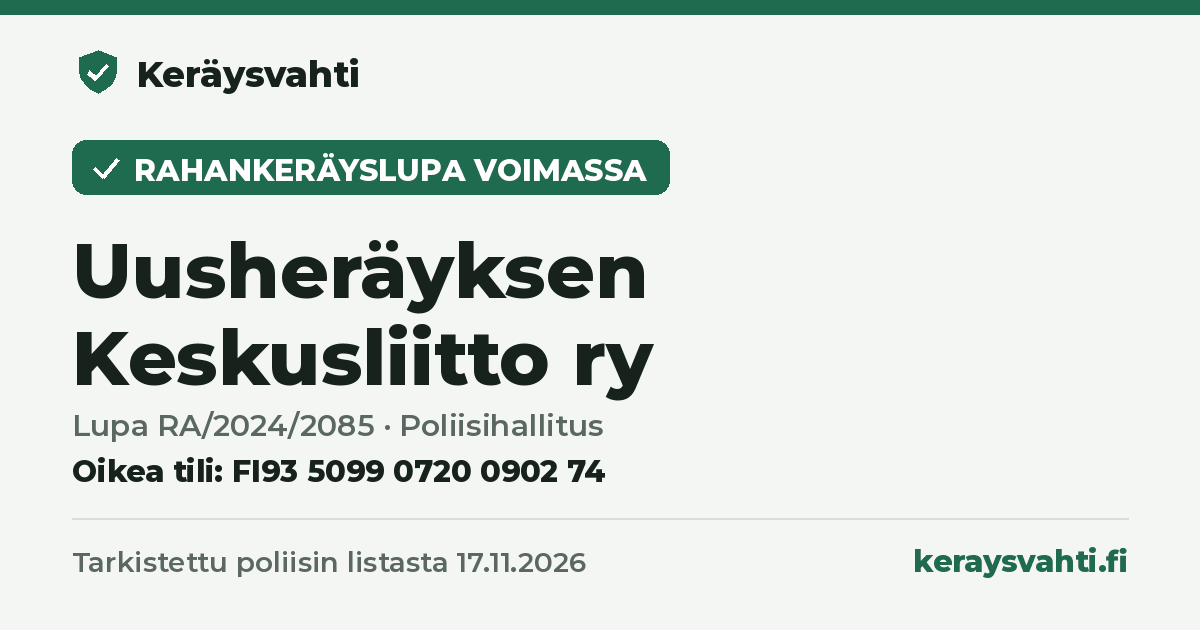 Keräysvahti
RAHANKERÄYSLUPA VOIMASSA
Uusheräyksen
Keskusliitto ry
Lupa RA/2024/2085 · Poliisihallitus
Oikea tili: FI93 5099 0720 0902 74
Tarkistettu poliisin listasta 17.11.2026
keraysvahti.fi